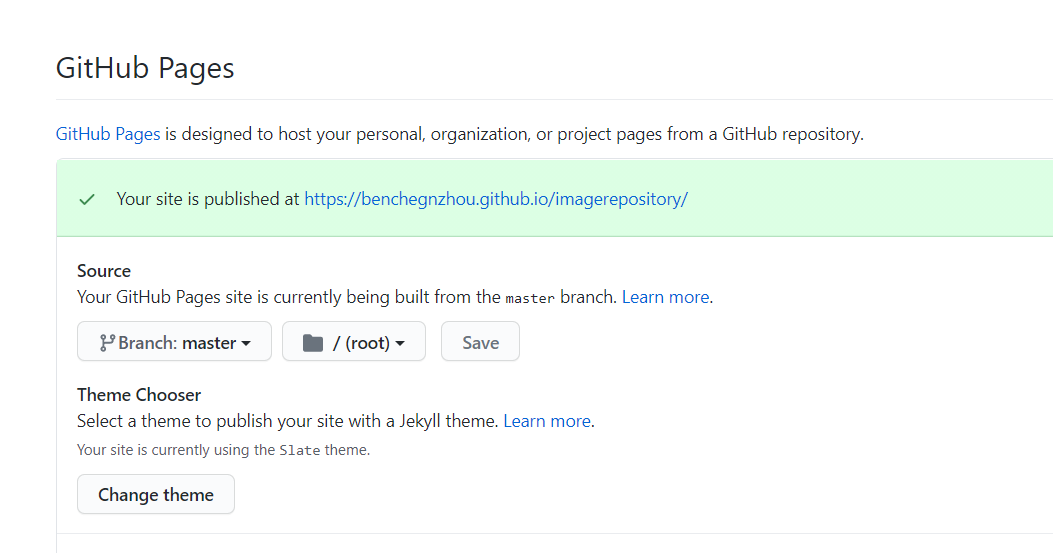 GitHub Pages
GitHub Pages is designed to host your personal, organization, or project pages from a GitHub repository.
Your site is published at https://benchegnzhou.github.io/imagerepository/
Source
Your GitHub Pages site is currently being built from the master branch. Learn more.
Branch: master / (root) Save
Theme Chooser
Select a theme to publish your site with a Jekyll theme. Learn more.
Your site is currently using the Slate theme.
Change theme